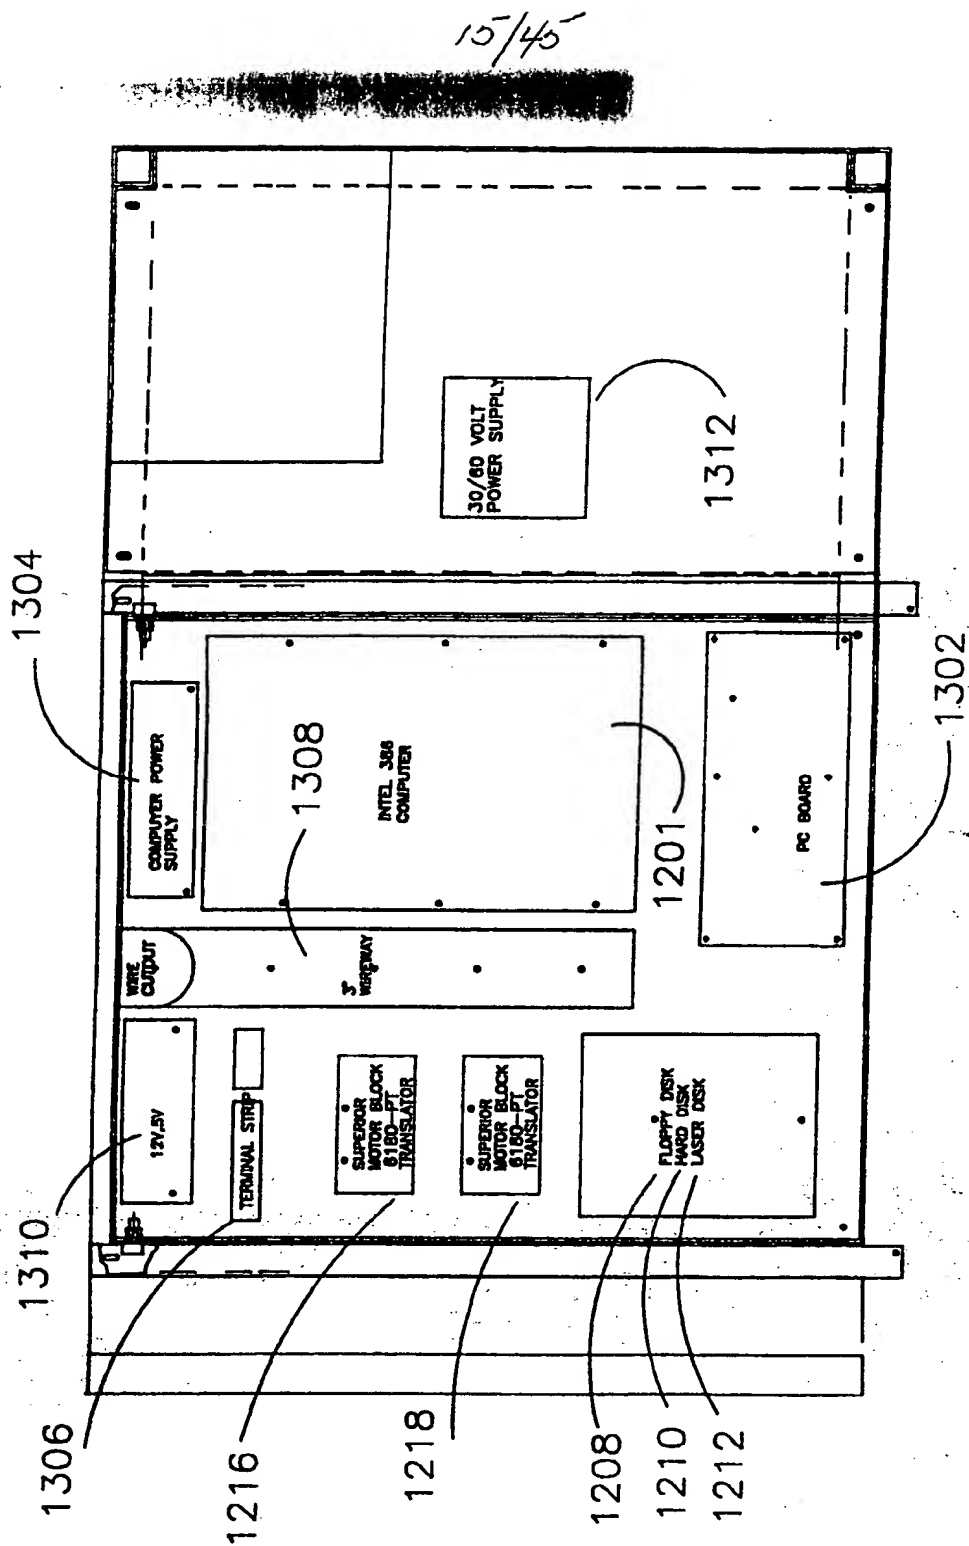 15/45
1304
COMPUYER POWER
SUPPLY
1308
INTEL 386
COMPUTER
1201
30/60 VOLT
POWER SUPPLY
1312
PC BOARD
1302
WIRE
CUTOUT
3"
WIREWAY
1310
12V,5V
TERMINAL STRIP
1306
SUPERIOR
MOTOR BLOCK
6180-PT
TRANSLATOR
1216
SUPERIOR
MOTOR BLOCK
6180-PT
TRANSLATOR
1218
FLOPPY DISK
HARD DISK
LASER DISK
1208
1210
1212